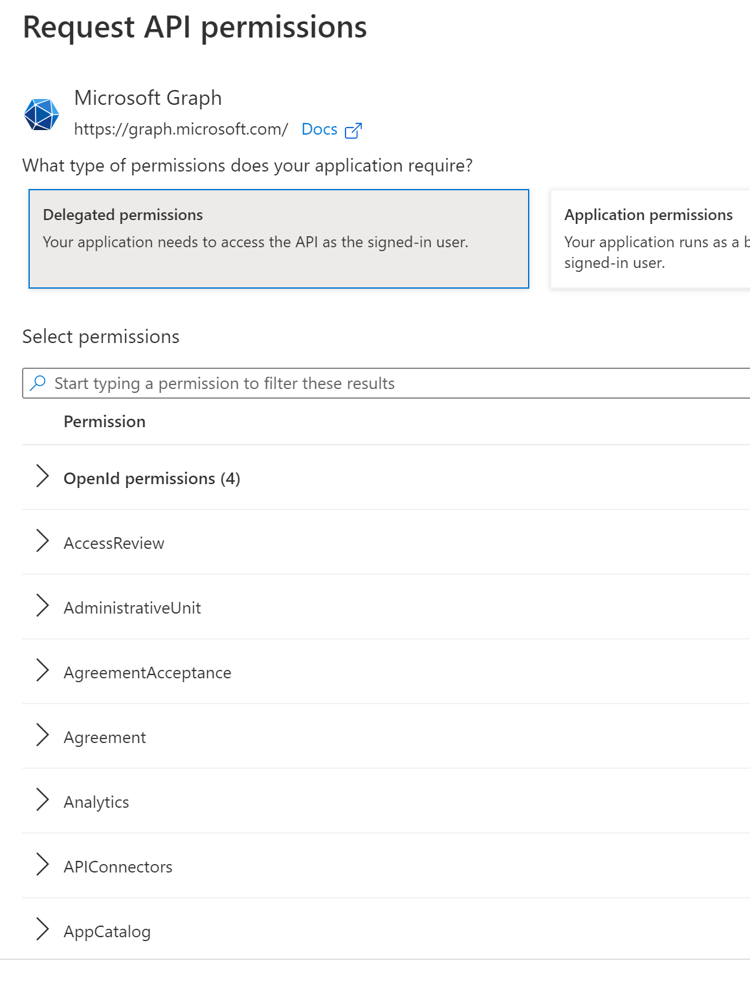 Request API permissions
Microsoft Graph
https://graph.microsoft.com/ Docs
What type of permissions does your application require?
Delegated permissions
Your application needs to access the API as the signed-in user.
Application permissions
Your application runs as a
signed-in user.
Select permissions
Start typing a permission to filter these results
Permission
OpenId permissions (4)
AccessReview
AdministrativeUnit
AgreementAcceptance
Agreement
Analytics
APIConnectors
AppCatalog